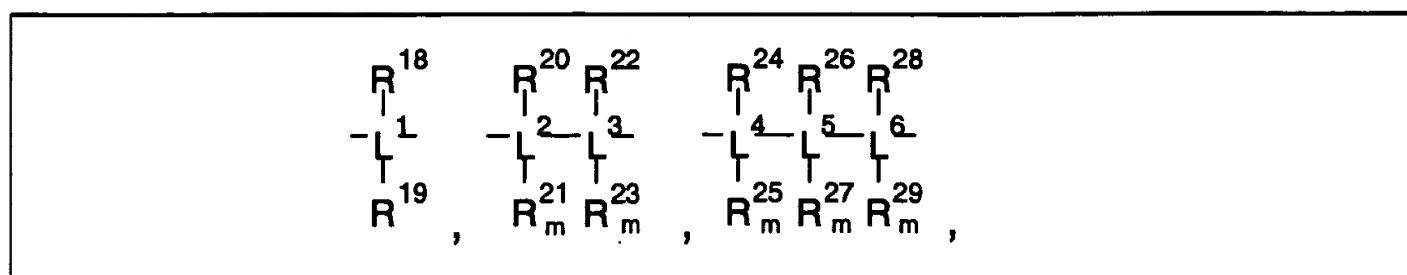 R18 R20 R22 R24 R26 R28
L1 L2 L3 L4 L5 L6
R19 , R21m R23m , R25m R27m R29m ,